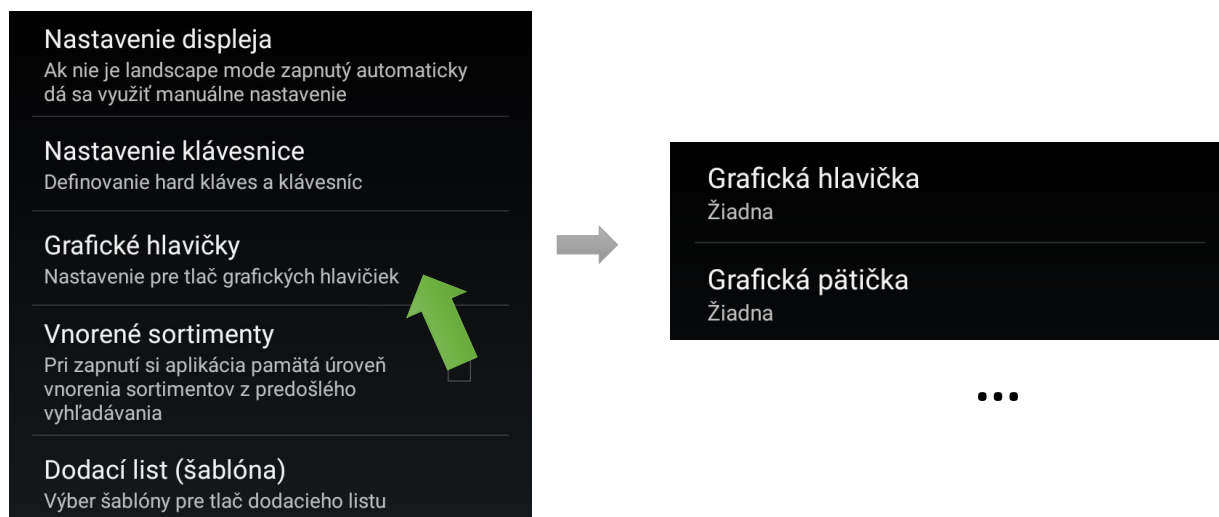 Nastavenie displeja
Ak nie je landscape mode zapnutý automaticky
dá sa využiť manuálne nastavenie
Nastavenie klávesnice
Definovanie hard kláves a klávesníc
Grafické hlavičky
Nastavenie pre tlač grafických hlavičiek
Vnorené sortimenty
Pri zapnutí si aplikácia pamätá úroveň
vnorenia sortimentov z predošlého
vyhľadávania
Dodací list (šablóna)
Výber šablóny pre tlač dodacieho listu
Grafická hlavička
Žiadna
Grafická pätička
Žiadna
...